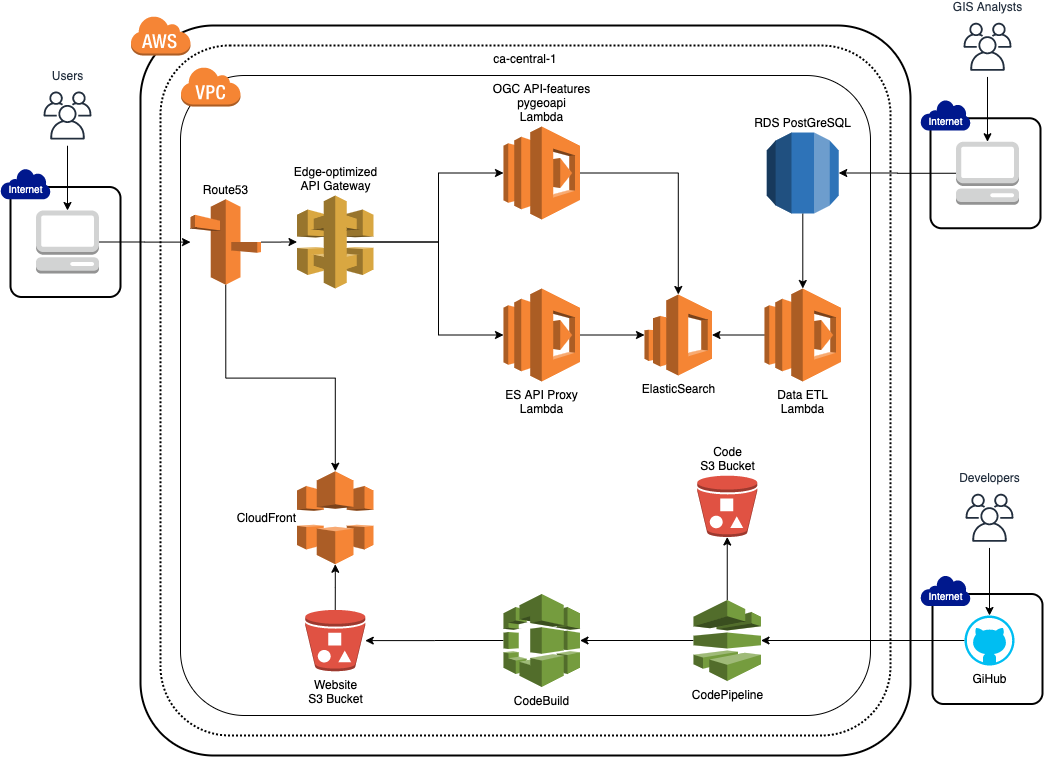 GIS Analysts
AWS
ca-central-1
Users
VPC
OGC API-features
pygeoapi
Lambda
RDS PostGreSQL
Internet
Internet
Route53
Edge-optimized
API Gateway
ES API Proxy
Lambda
ElasticSearch
Data ETL
Lambda
Code
S3 Bucket
Developers
CloudFront
Internet
Website
S3 Bucket
CodeBuild
CodePipeline
GiHub